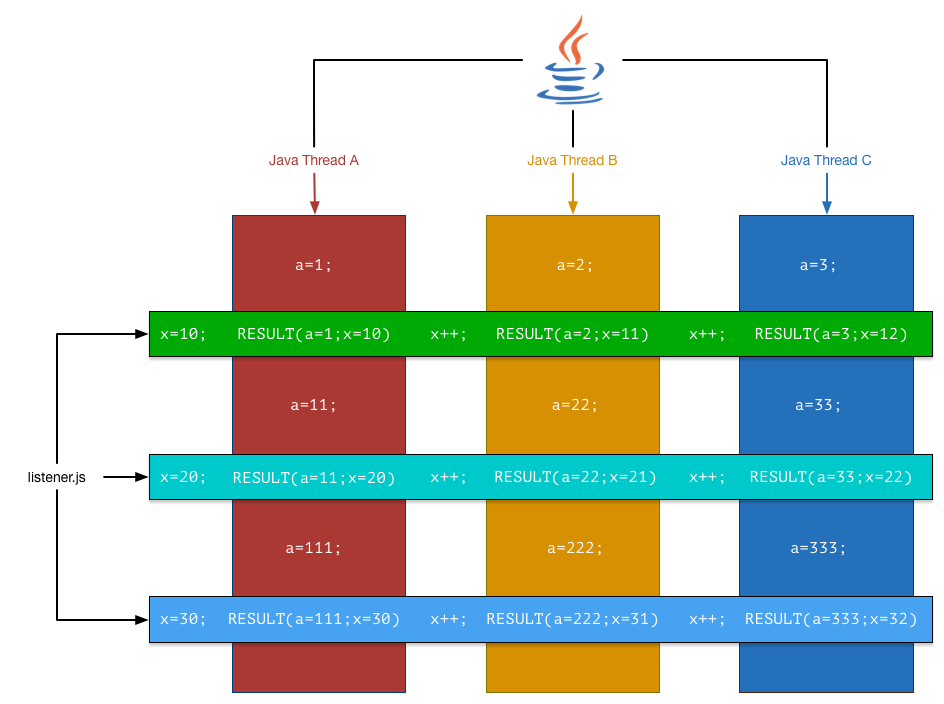 Java Thread A Java Thread B Java Thread C
a=1; a=2; a=3;
x=10; RESULT(a=1;x=10) x++; RESULT(a=2;x=11) x++; RESULT(a=3;x=12)
a=11; a=22; a=33;
listener.js x=20; RESULT(a=11;x=20) x++; RESULT(a=22;x=21) x++; RESULT(a=33;x=22)
a=111; a=222; a=333;
x=30; RESULT(a=111;x=30) x++; RESULT(a=222;x=31) x++; RESULT(a=333;x=32)